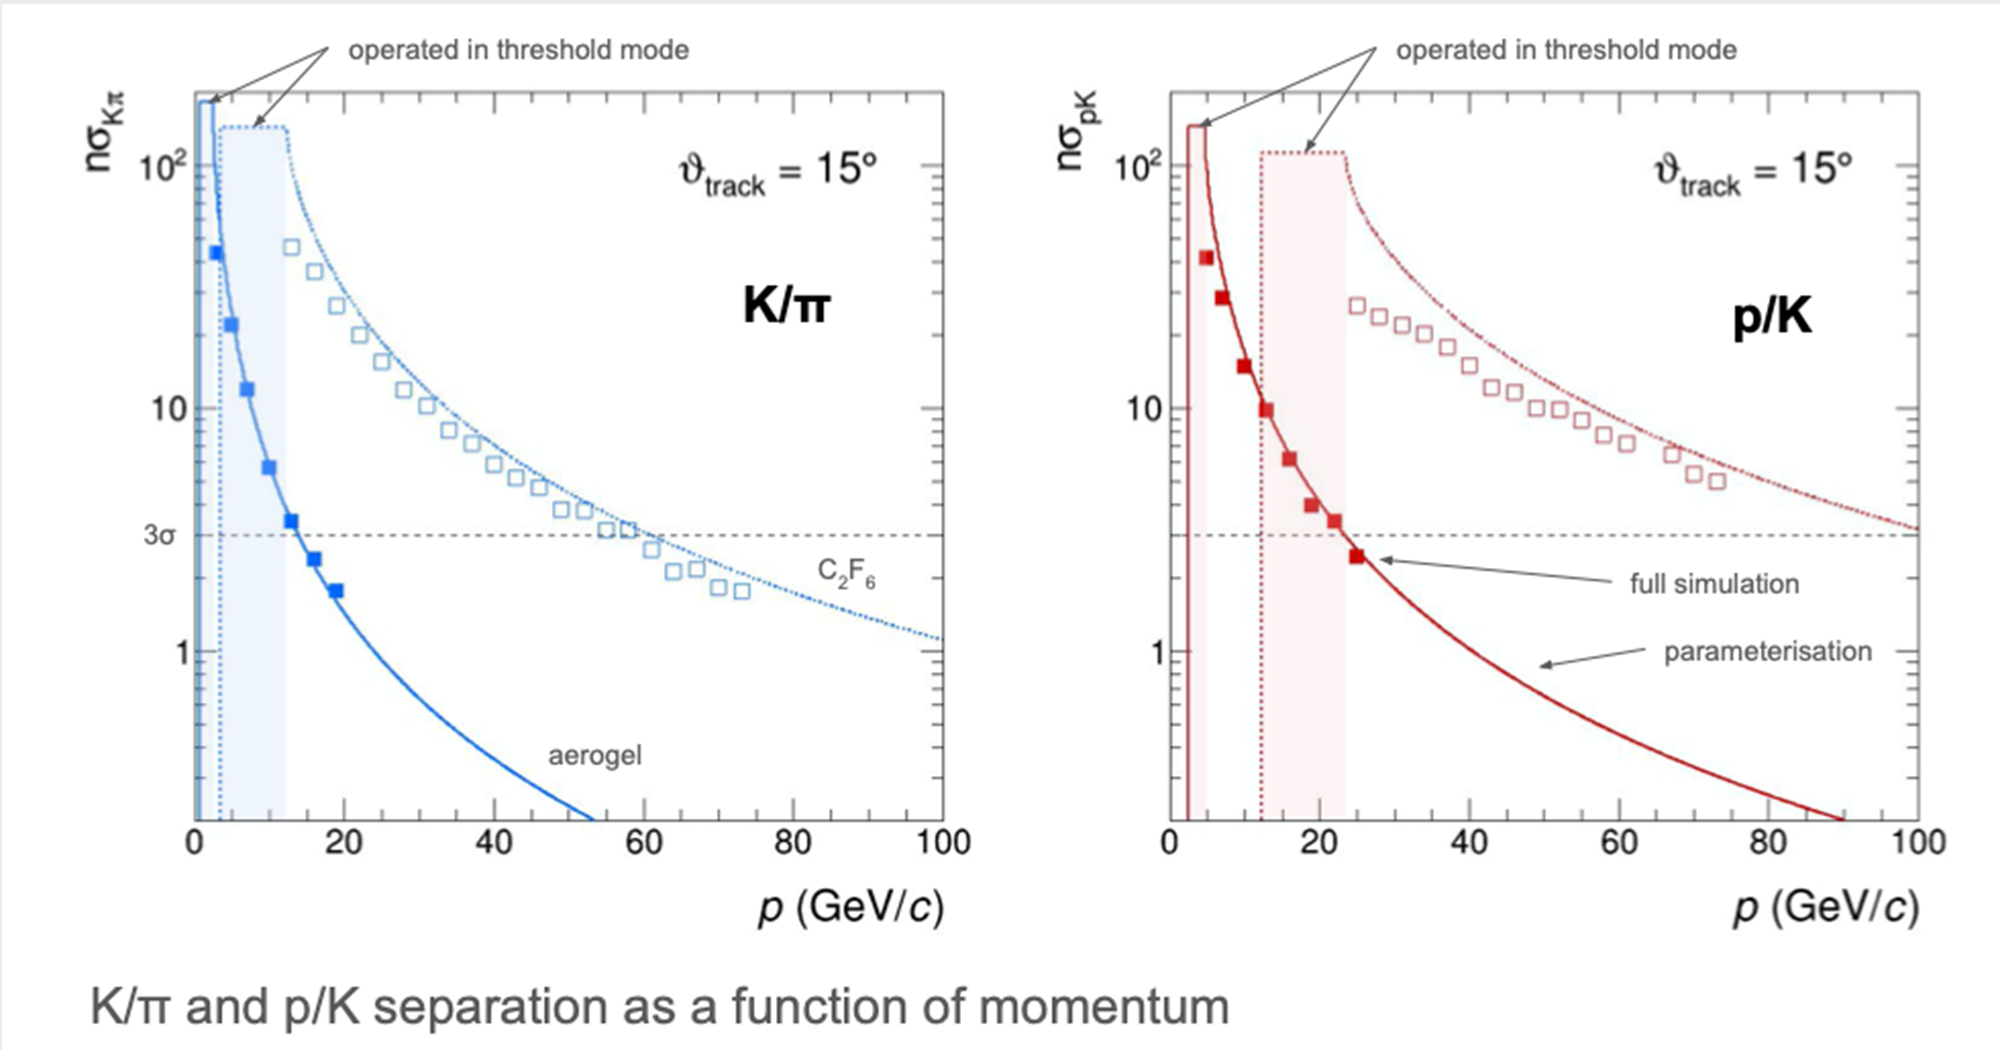 operated in threshold mode
nσKπ
10²
ϑtrack = 15º
K/π
10
3σ
C₂F₆
1
aerogel
0 20 40 60 80 100
p (GeV/c)
operated in threshold mode
nσpK
10²
ϑtrack = 15º
p/K
10
full simulation
1
parameterisation
0 20 40 60 80 100
p (GeV/c)
K/π and p/K separation as a function of momentum